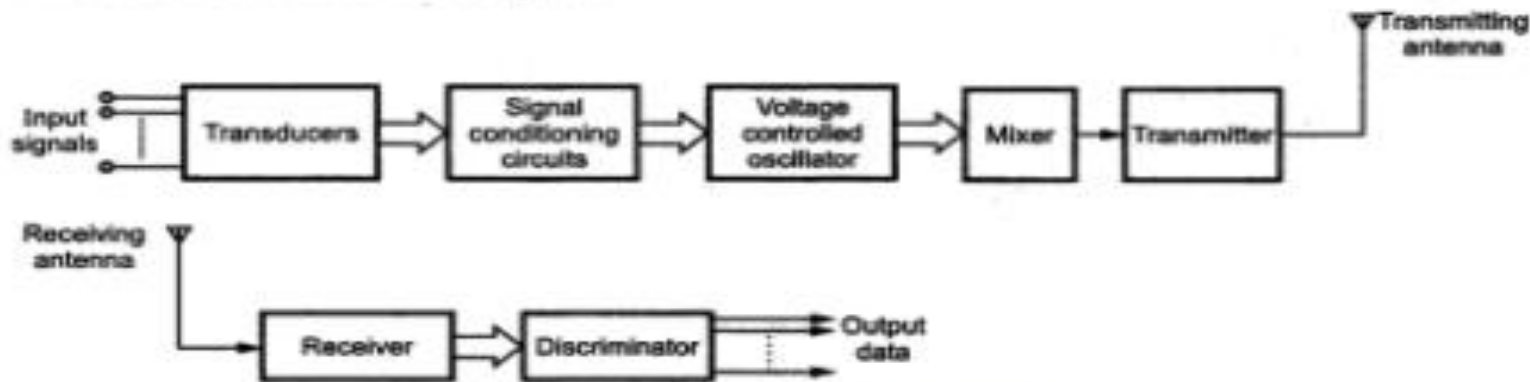 Transmitting
antenna
Input
signals
Transducers
Signal
conditioning
circuits
Voltage
controlled
oscillator
Mixer
Transmitter
Receiving
antenna
Receiver
Discriminator
Output
data